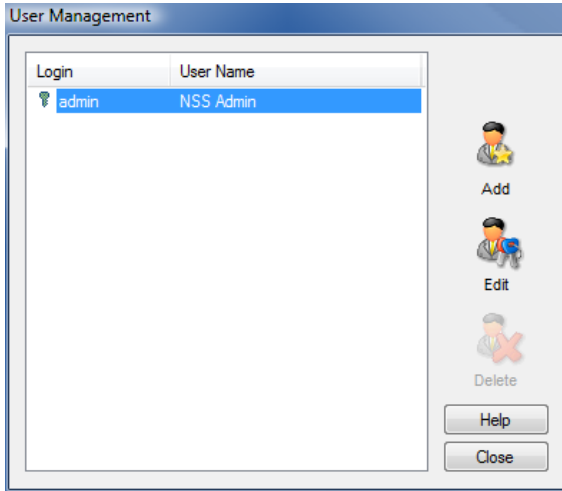 User Management
Login User Name
admin NSS Admin
Add
Edit
Delete
Help
Close